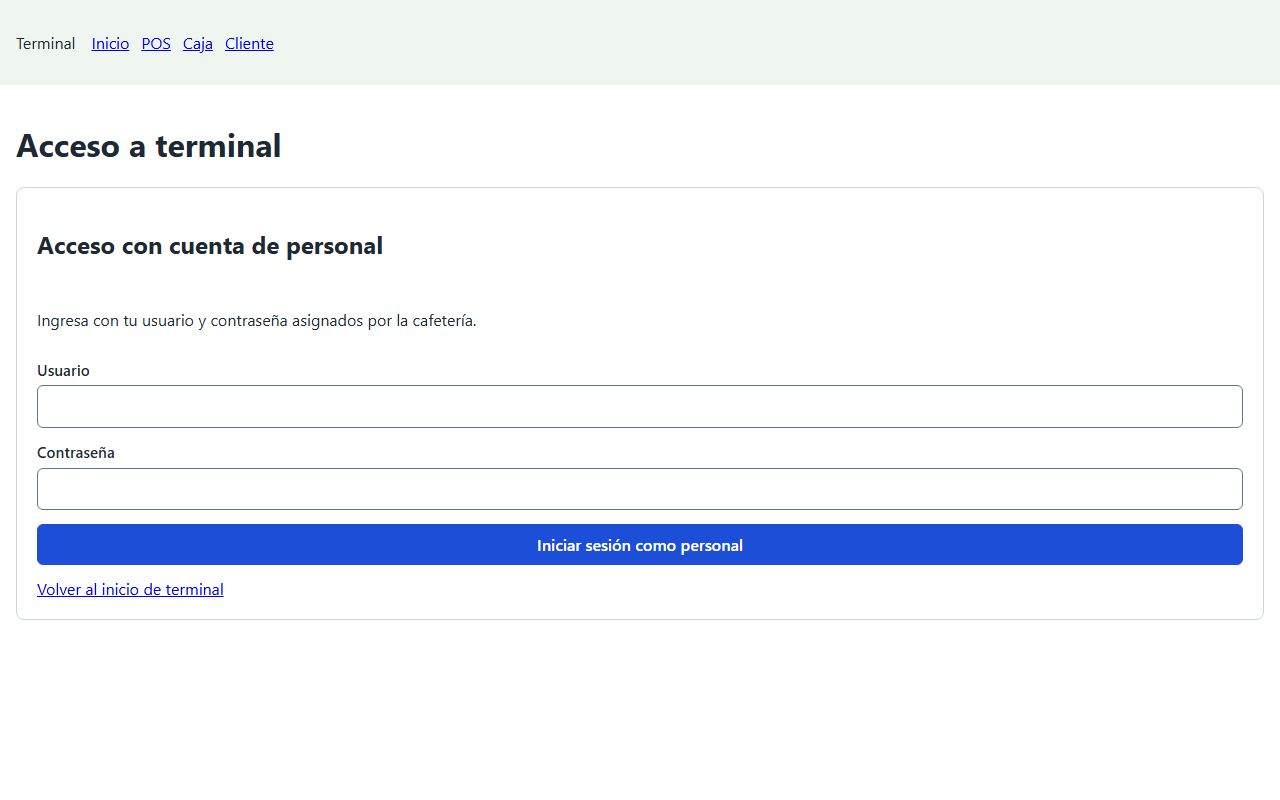 Terminal Inicio POS Caja Cliente
Acceso a terminal
Acceso con cuenta de personal
Ingresa con tu usuario y contraseña asignados por la cafetería.
Usuario
Contraseña
Iniciar sesión como personal
Volver al inicio de terminal